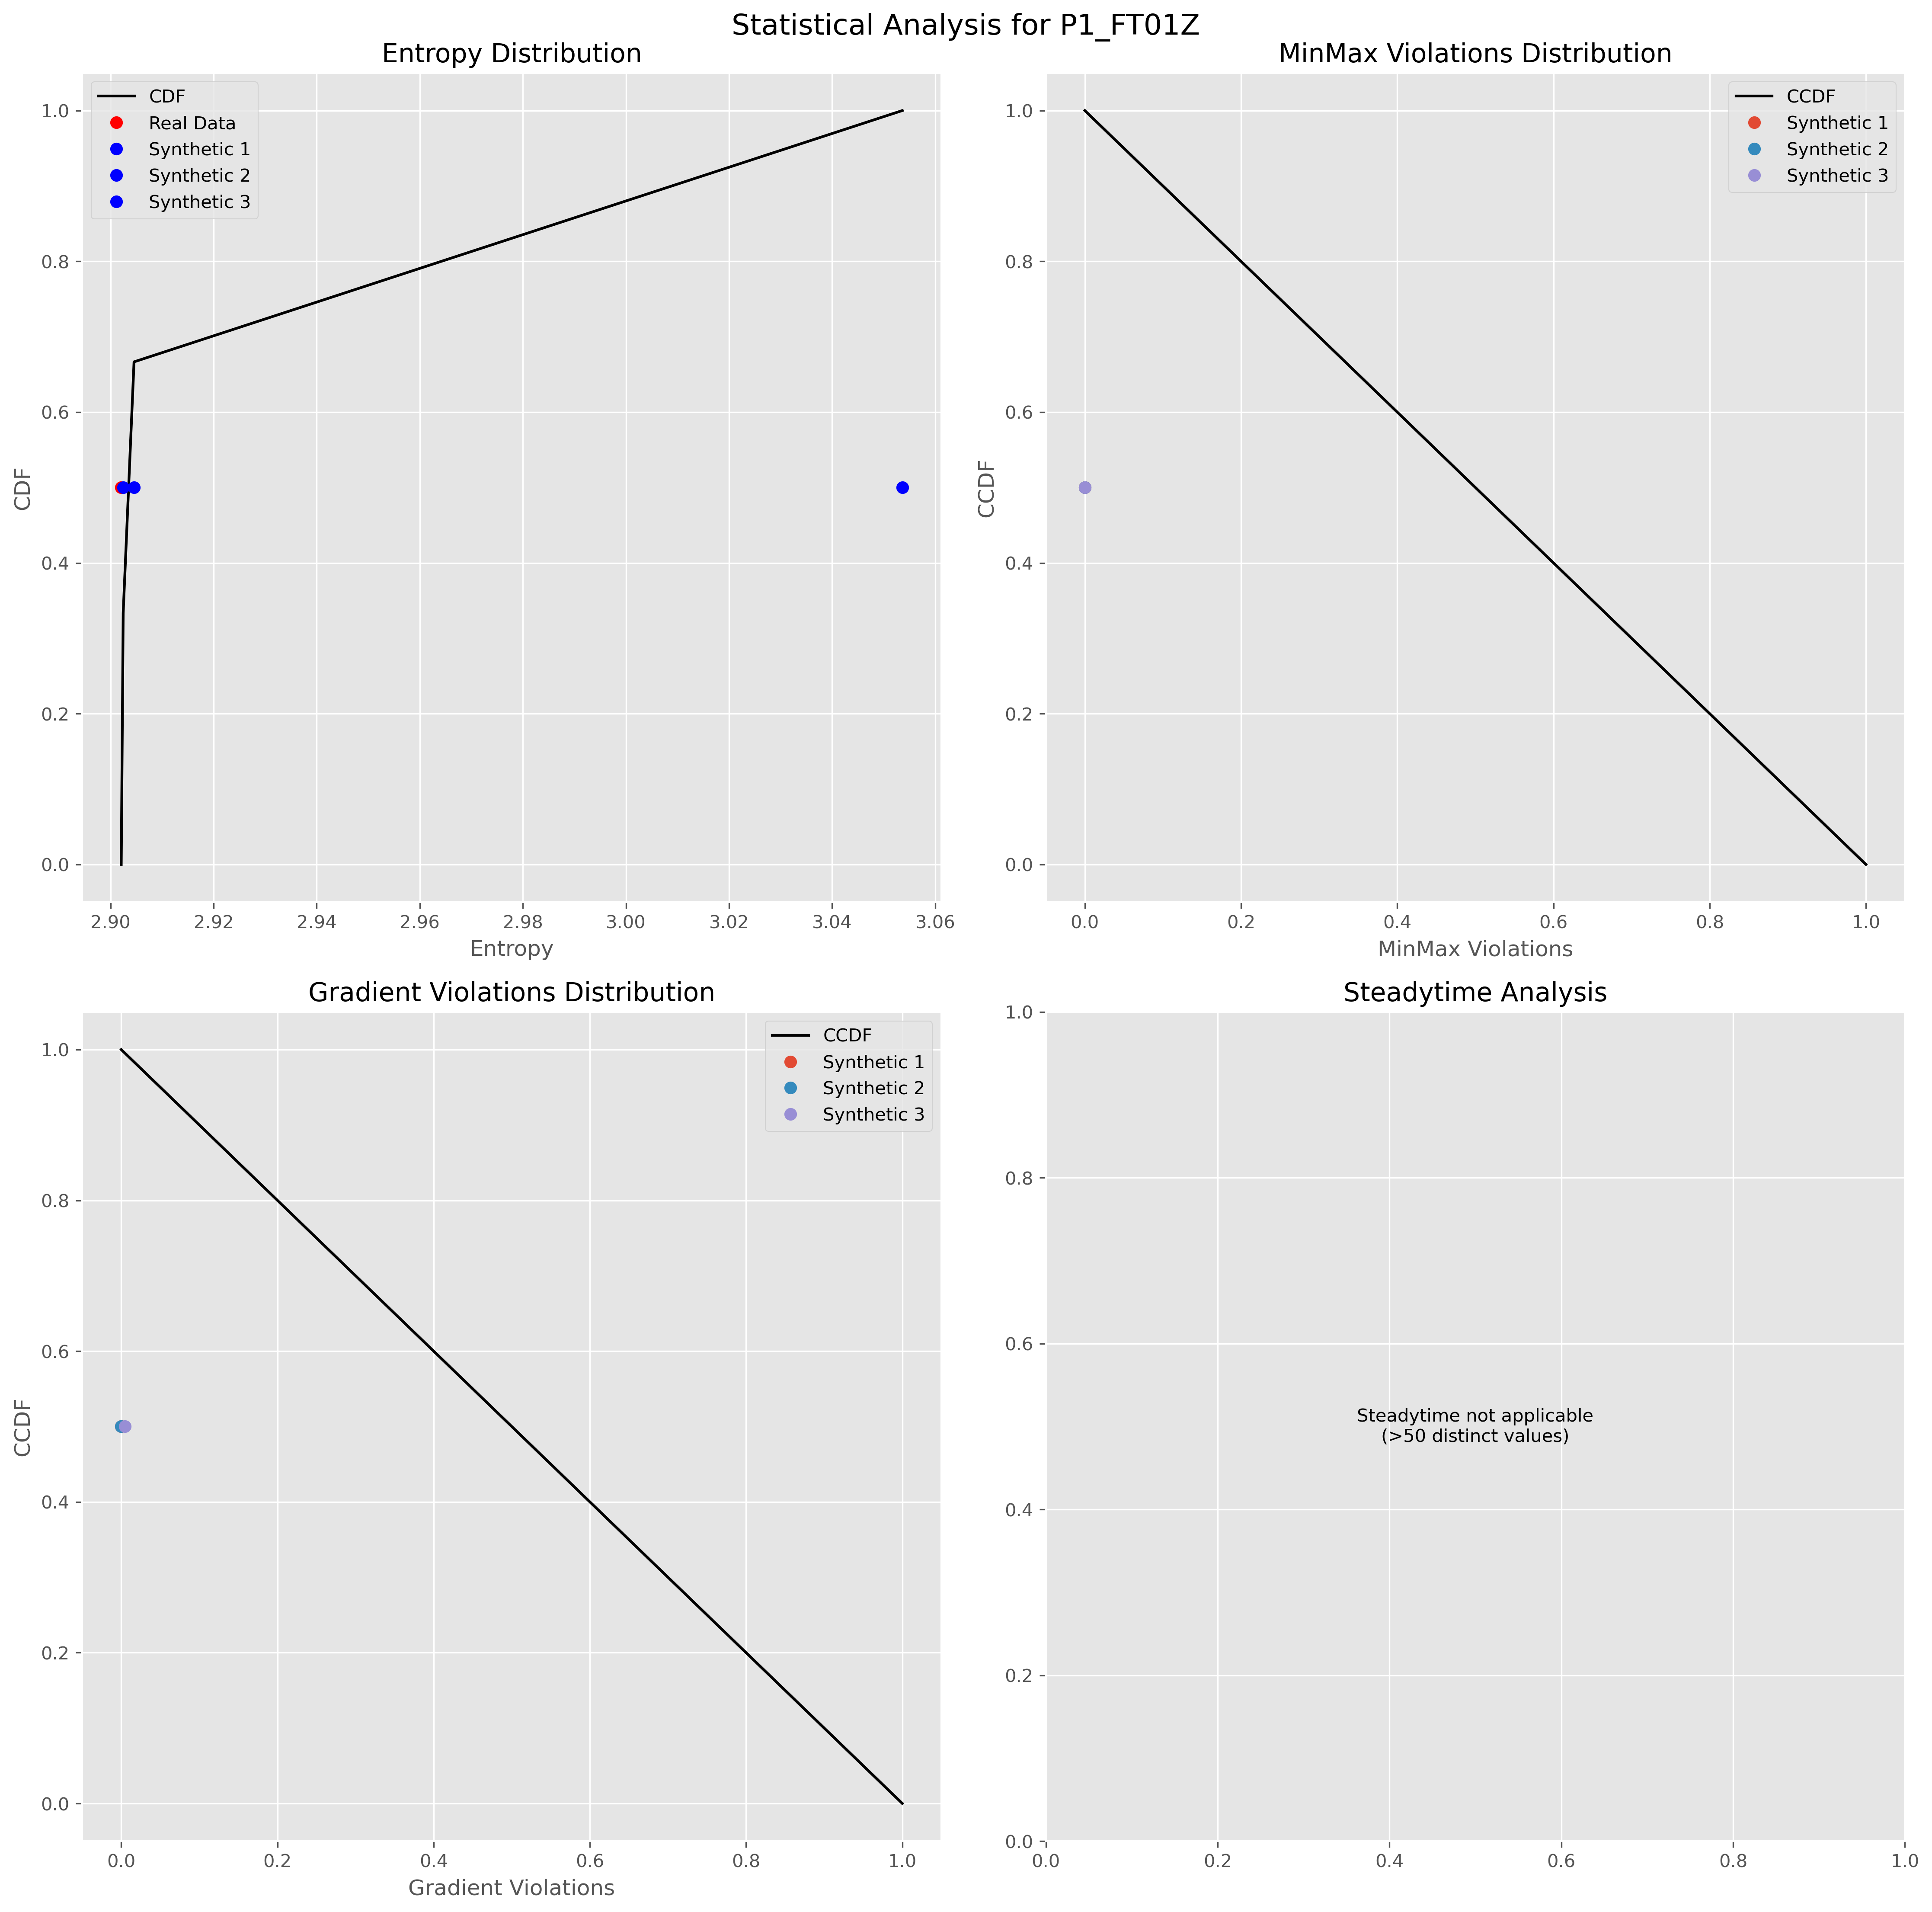 Statistical Analysis for P1_FT01Z
Entropy Distribution
CDF
Real Data
Synthetic 1
Synthetic 2
Synthetic 3
1.0
0.8
0.6
0.4
0.2
0.0
CDF
2.90 2.92 2.94 2.96 2.98 3.00 3.02 3.04 3.06
Entropy
MinMax Violations Distribution
CCDF
Synthetic 1
Synthetic 2
Synthetic 3
1.0
0.8
0.6
0.4
0.2
0.0
CCDF
0.0 0.2 0.4 0.6 0.8 1.0
MinMax Violations
Gradient Violations Distribution
CCDF
Synthetic 1
Synthetic 2
Synthetic 3
1.0
0.8
0.6
0.4
0.2
0.0
CCDF
0.0 0.2 0.4 0.6 0.8 1.0
Gradient Violations
Steadytime Analysis
1.0
0.8
0.6
0.4
0.2
0.0
Steadytime not applicable
(>50 distinct values)
0.0 0.2 0.4 0.6 0.8 1.0